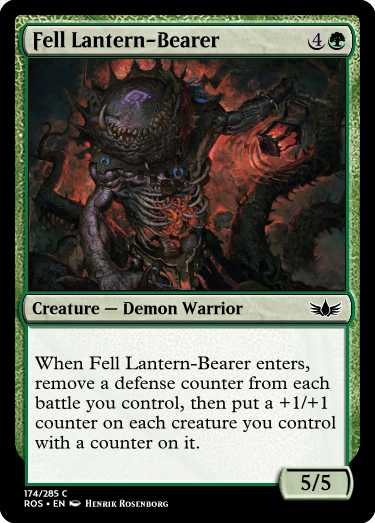 Fell Lantern-Bearer 4
Creature — Demon Warrior
When Fell Lantern-Bearer enters,
remove a defense counter from each
battle you control, then put a +1/+1
counter on each creature you control
with a counter on it.
5/5
174/285 C
ROS • EN Henrik Rosenborg